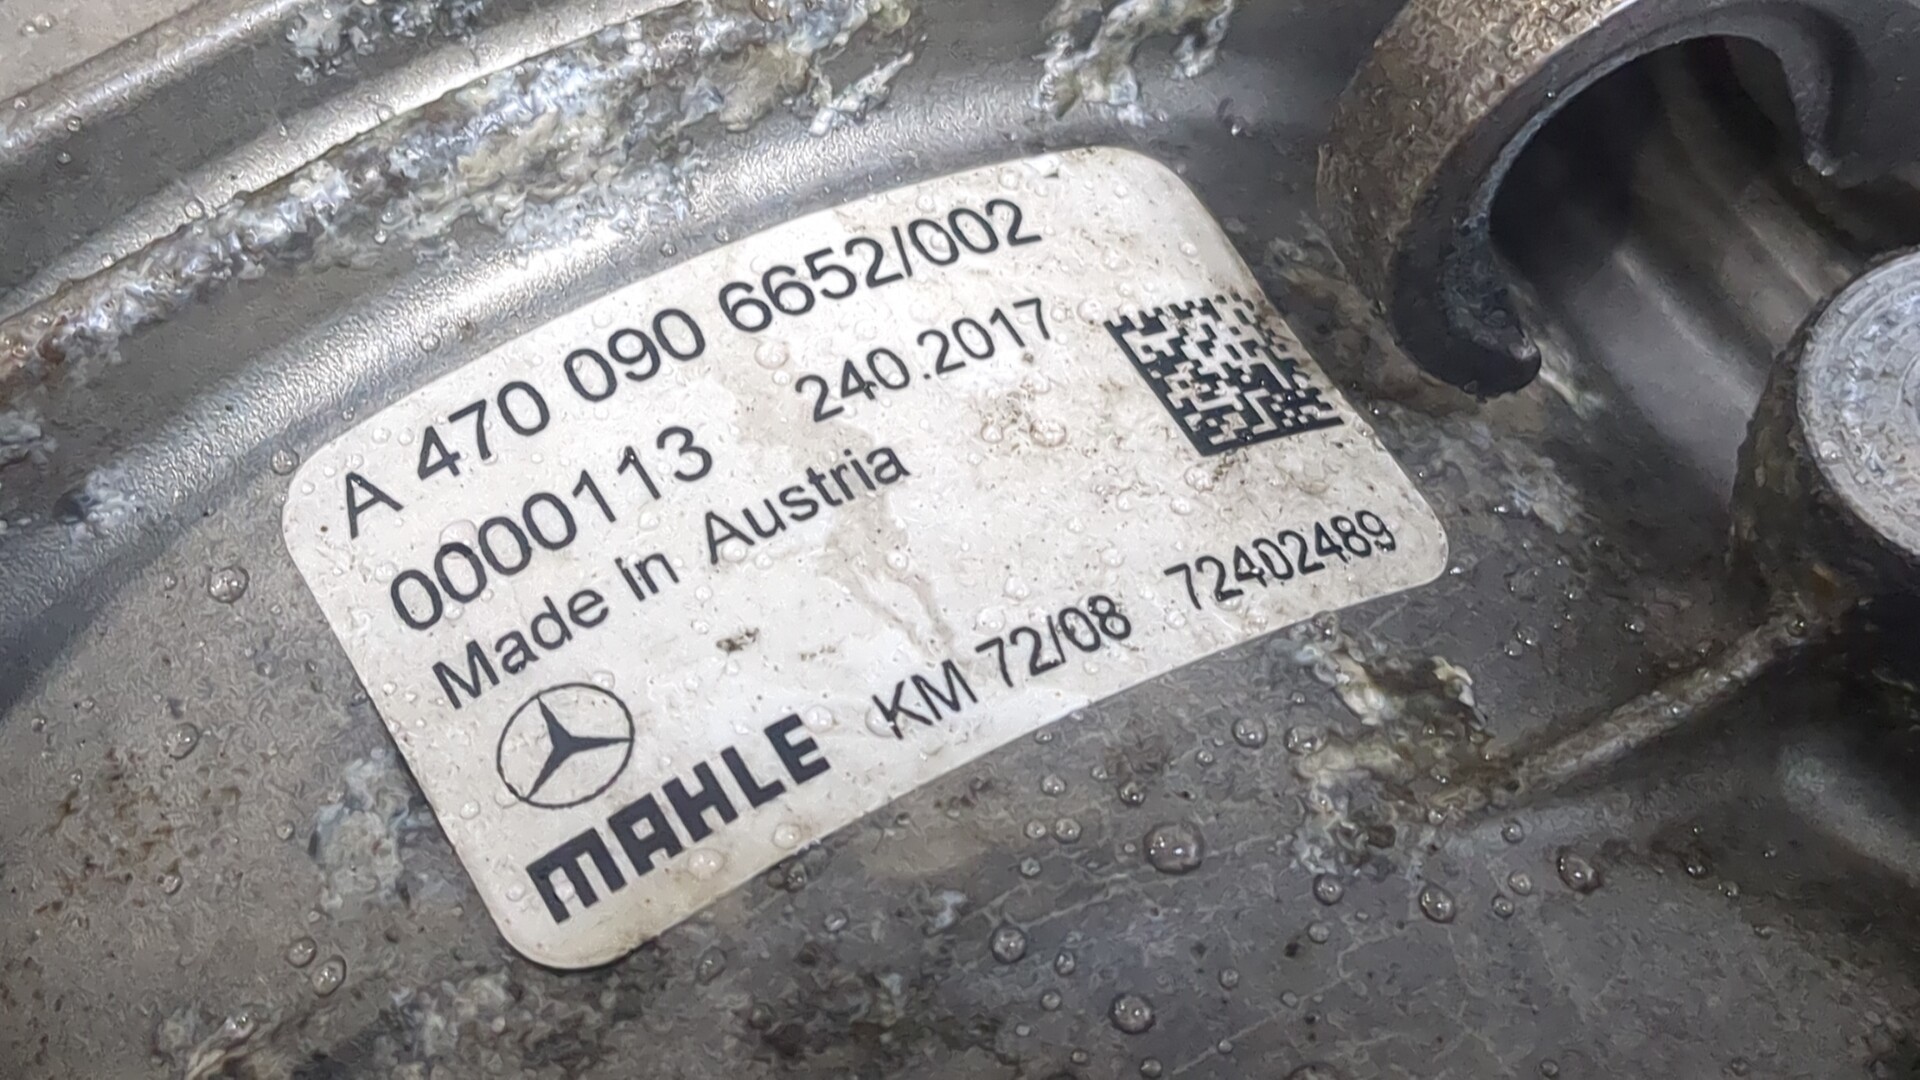 A 470 090 6652/002
0000113 240.2017
Made in Austria
MAHLE KM 72/08 72402489